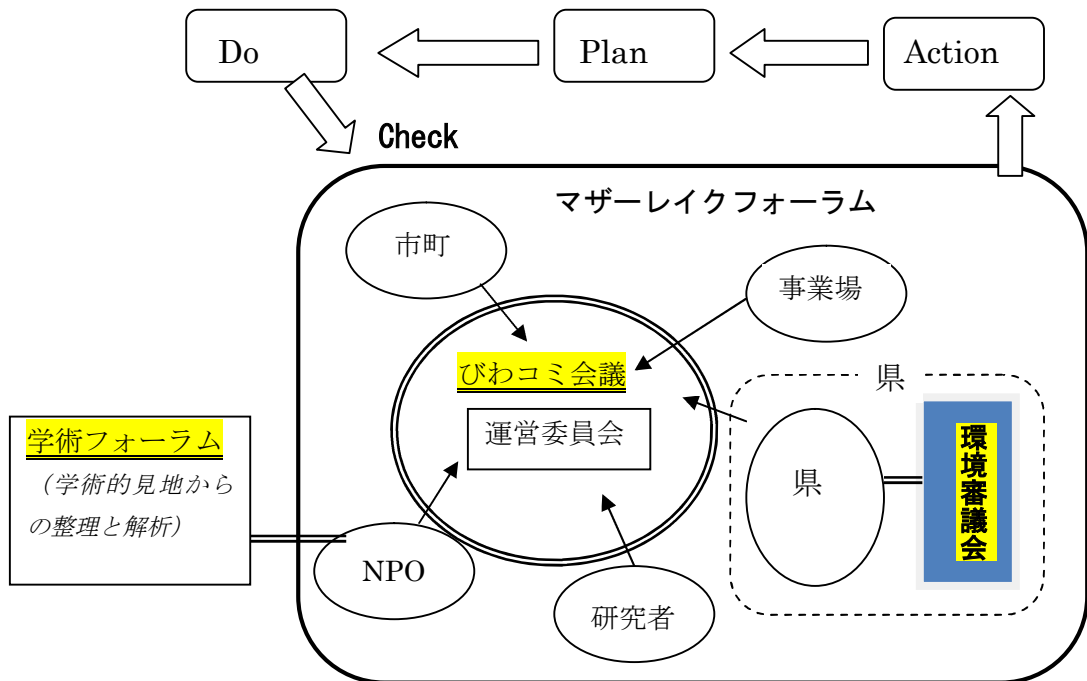 Do
Plan
Action
Check
マザーレイクフォーラム
市町
事業場
びわコミ会議
運営委員会
県
県
環境審議会
学術フォーラム
（学術的見地から
の整理と解析）
NPO
研究者